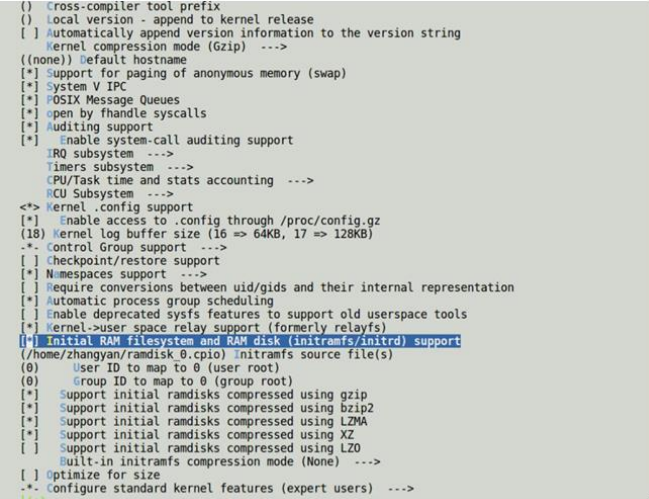 () Cross-compiler tool prefix
() Local version - append to kernel release
[ ] Automatically append version information to the version string
Kernel compression mode (Gzip) --->
((none)) Default hostname
[*] Support for paging of anonymous memory (swap)
[*] System V IPC
[*] POSIX Message Queues
[*] open by fhandle syscalls
[*] Auditing support
[*] Enable system-call auditing support
IRQ subsystem --->
Timers subsystem --->
CPU/Task time and stats accounting --->
RCU Subsystem --->
<*> Kernel .config support
[*] Enable access to .config through /proc/config.gz
(18) Kernel log buffer size (16 => 64KB, 17 => 128KB)
-*- Control Group support --->
[ ] Checkpoint/restore support
[*] Namespaces support --->
[ ] Require conversions between uid/gids and their internal representation
[*] Automatic process group scheduling
[ ] Enable deprecated sysfs features to support old userspace tools
[*] Kernel->user space relay support (formerly relayfs)
[*] Initial RAM filesystem and RAM disk (initramfs/initrd) support
(/home/zhangyan/ramdisk_0.cpio) Initramfs source file(s)
(0) User ID to map to 0 (user root)
(0) Group ID to map to 0 (group root)
[*] Support initial ramdisks compressed using gzip
[*] Support initial ramdisks compressed using bzip2
[*] Support initial ramdisks compressed using LZMA
[*] Support initial ramdisks compressed using XZ
[ ] Support initial ramdisks compressed using LZO
Built-in initramfs compression mode (None) --->
[ ] Optimize for size
-*- Configure standard kernel features (expert users) --->